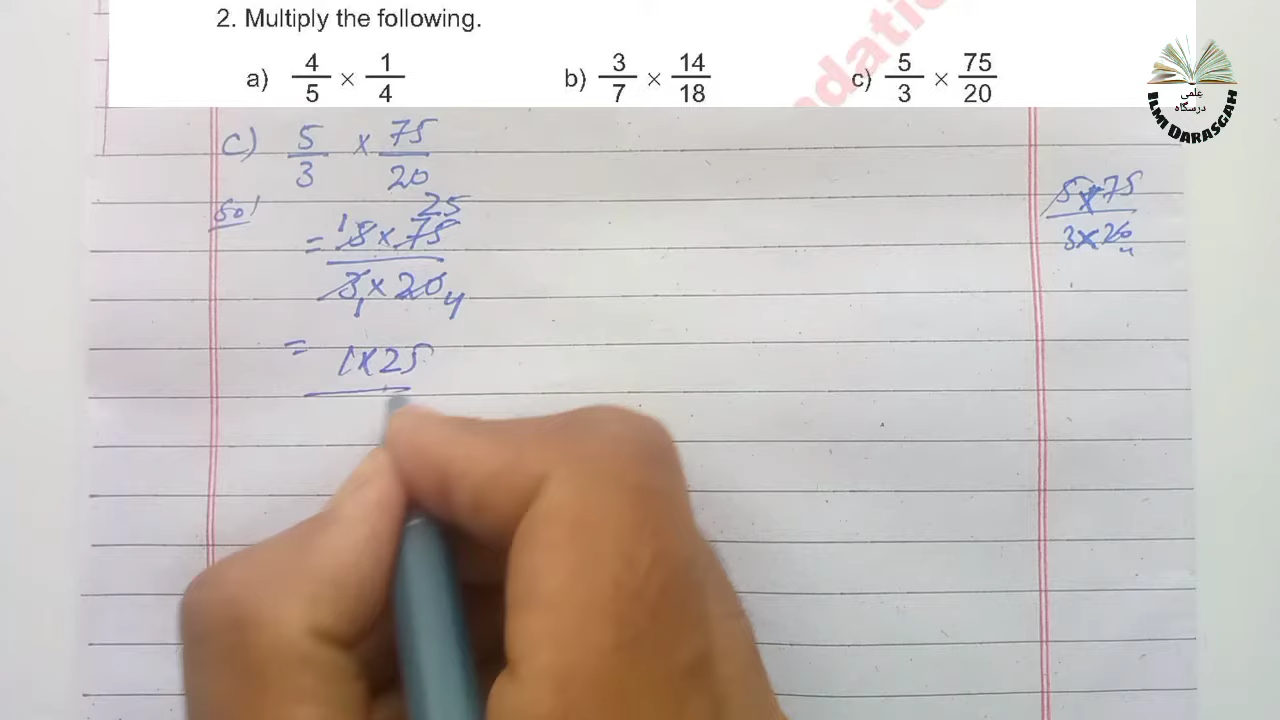 2. Multiply the following.
a) 4/5 × 1/4 b) 3/7 × 14/18 c) 5/3 × 75/20
dation
علمی
درسگاه
ILMI DARASGAH
C) 5/3 × 75/20
Sol
25
= 1 5 × 75
3 1 × 20 4
= 1×25
5×75
3×20
4